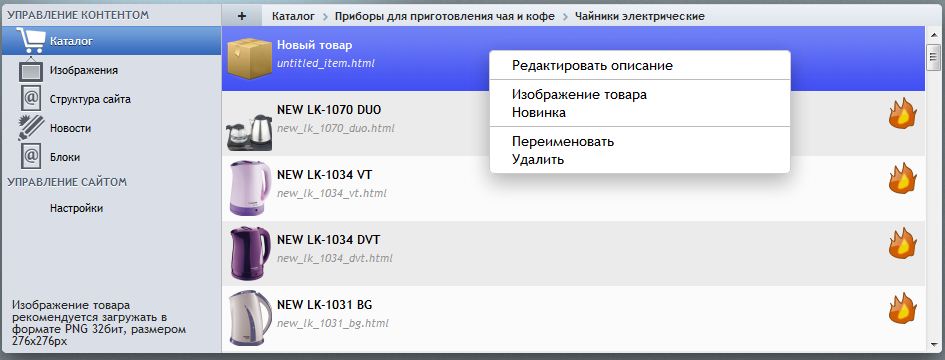 УПРАВЛЕНИЕ КОНТЕНТОМ
Каталог
Изображения
Структура сайта
Новости
Блоки
УПРАВЛЕНИЕ САЙТОМ
Настройки
Изображение товара
рекомендуется загружать в
формате PNG 32бит, размером
276x276px
+ Каталог > Приборы для приготовления чая и кофе > Чайники электрические
Новый товар
untitled_item.html
NEW LK-1070 DUO
new_lk_1070_duo.html
NEW LK-1034 VT
new_lk_1034_vt.html
NEW LK-1034 DVT
new_lk_1034_dvt.html
NEW LK-1031 BG
new_lk_1031_bg.html
Редактировать описание
Изображение товара
Новинка
Переименовать
Удалить